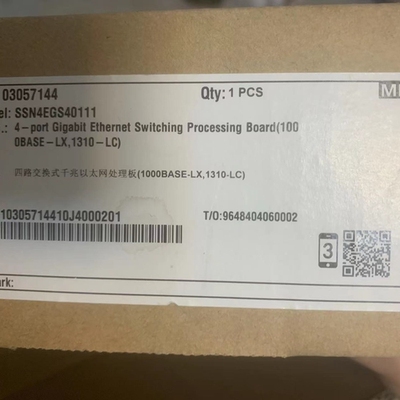 03057144
Qty: 1 PCS
el: SSN4EGS40111
.: 4-port Gigabit Ethernet Switching Processing Board(100
0BASE-LX,1310-LC)
四路交换式千兆以太网处理板(1000BASE-LX,1310-LC)
10305714410J4000201
T/O:9648404060002
3
ark: